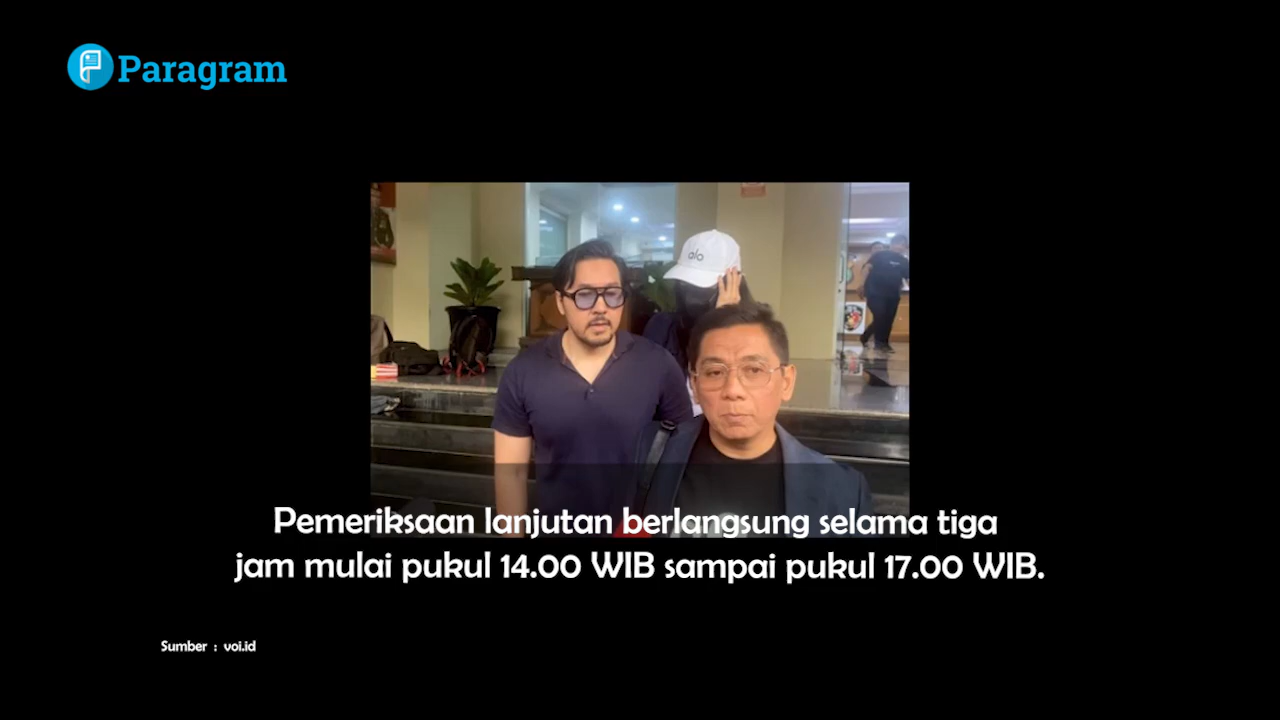 Paragram
alo
Pemeriksaan lanjutan berlangsung selama tiga
jam mulai pukul 14.00 WIB sampai pukul 17.00 WIB.
Sumber : voi.id